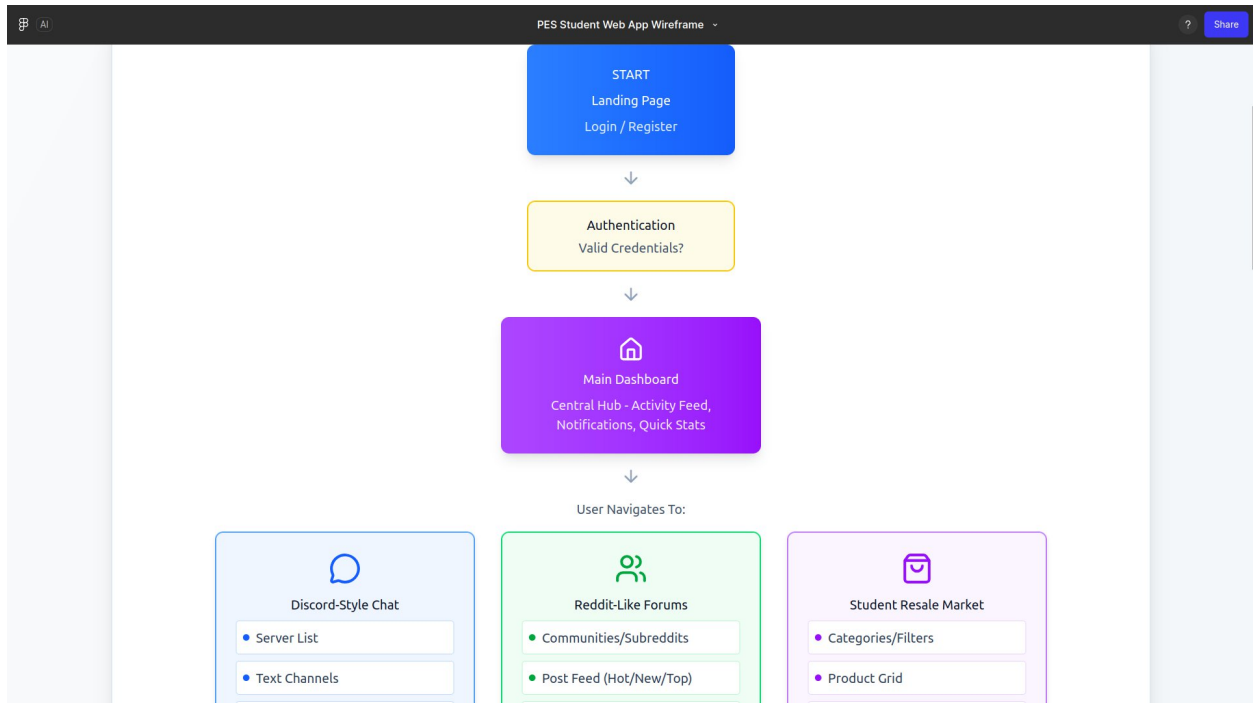 AI
PES Student Web App Wireframe
?
Share
START
Landing Page
Login / Register
Authentication
Valid Credentials?
Main Dashboard
Central Hub - Activity Feed,
Notifications, Quick Stats
User Navigates To:
Discord-Style Chat
Server List
Text Channels
Reddit-Like Forums
Communities/Subreddits
Post Feed (Hot/New/Top)
Student Resale Market
Categories/Filters
Product Grid